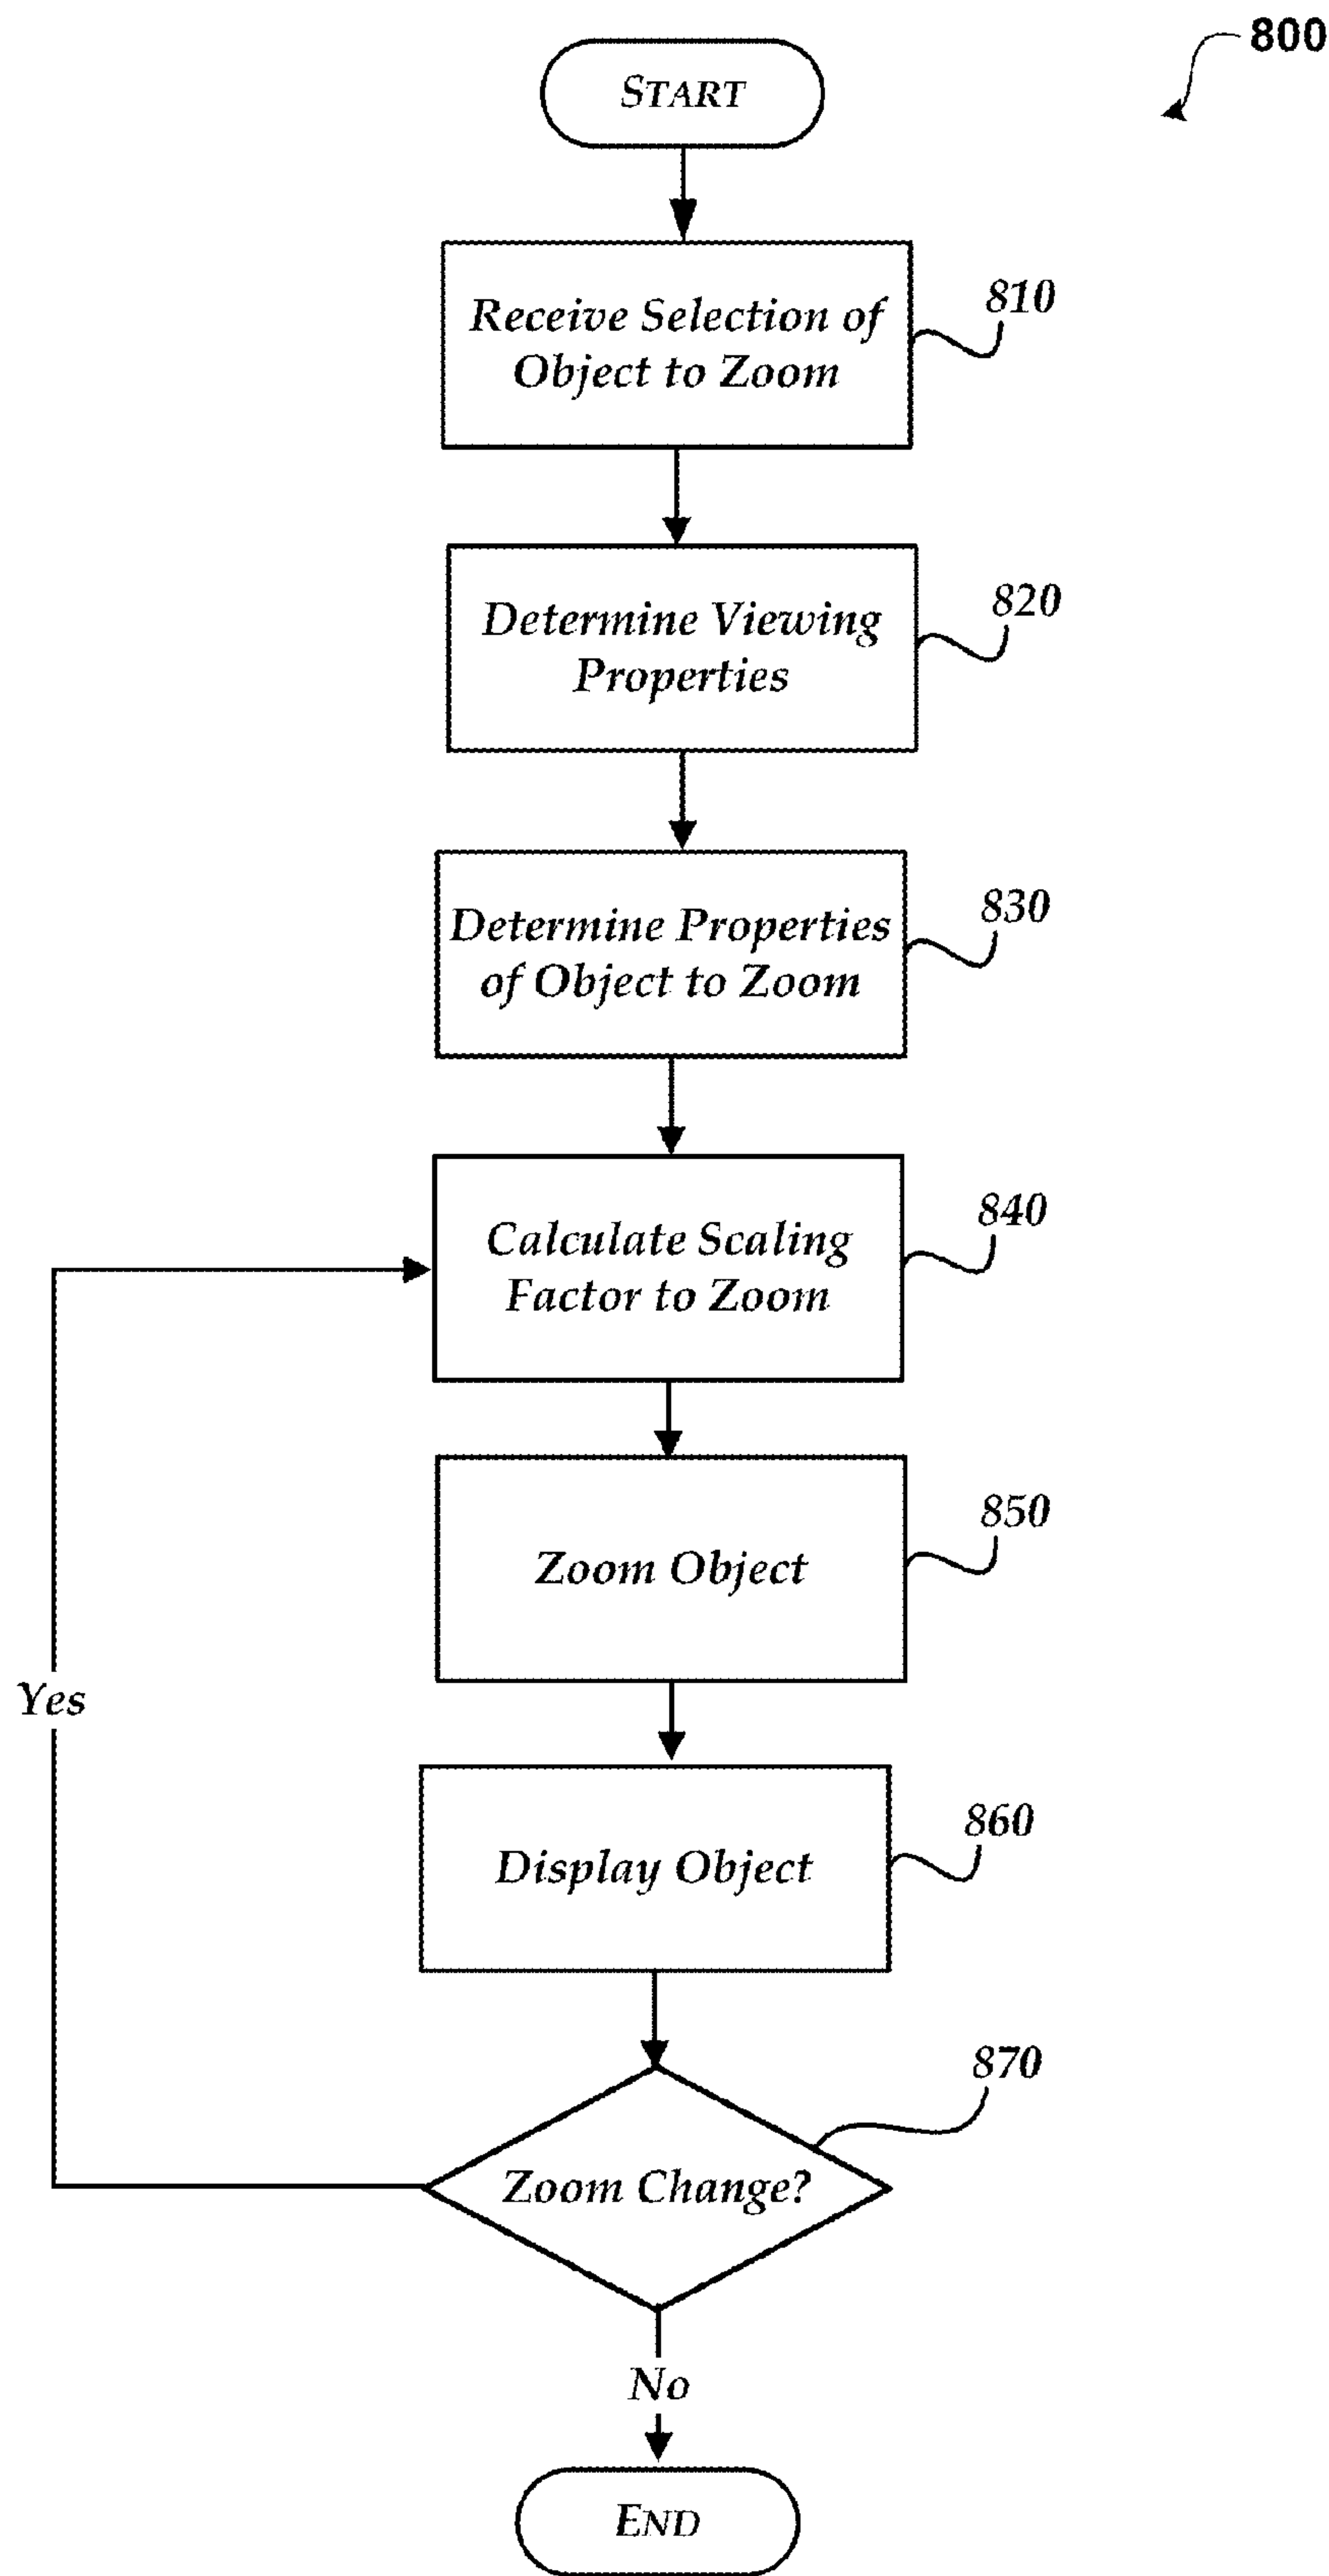 800
START
Receive Selection of
Object to Zoom
810
Determine Viewing
Properties
820
Determine Properties
of Object to Zoom
830
Calculate Scaling
Factor to Zoom
840
Zoom Object
850
Yes
Display Object
860
Zoom Change?
870
No
END